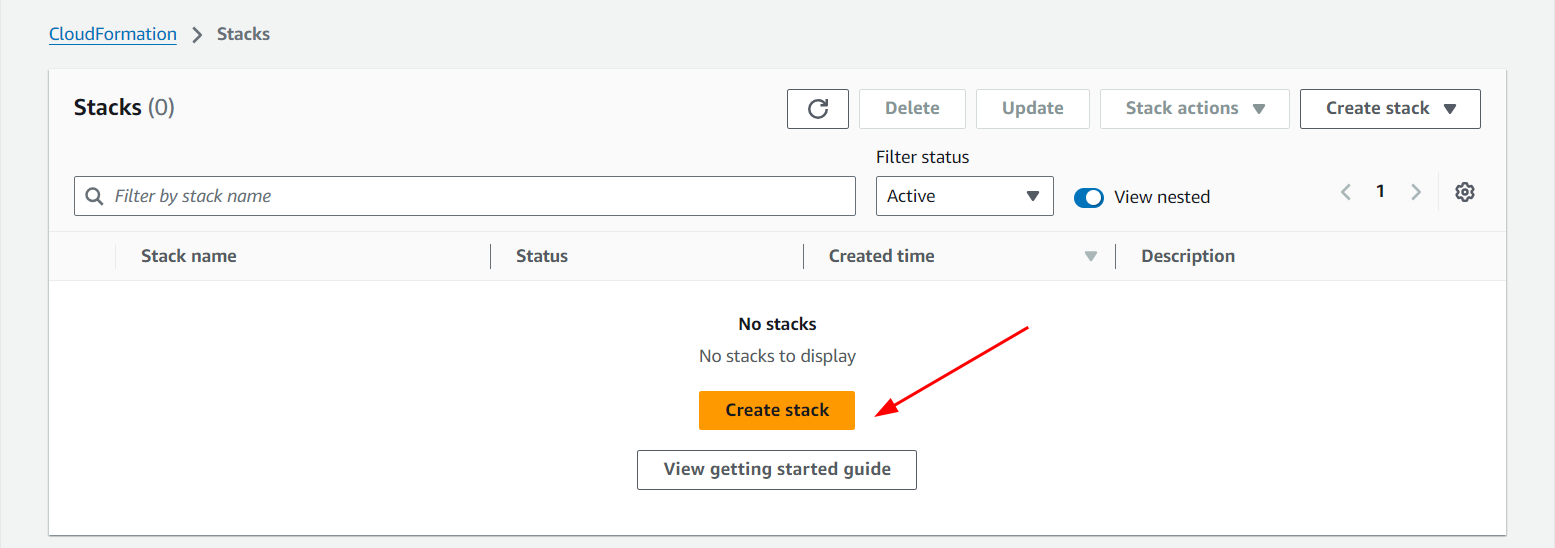 CloudFormation > Stacks
Stacks (0)
Delete
Update
Stack actions
Create stack
Filter status
Filter by stack name
Active
View nested
1
Stack name
Status
Created time
Description
No stacks
No stacks to display
Create stack
View getting started guide